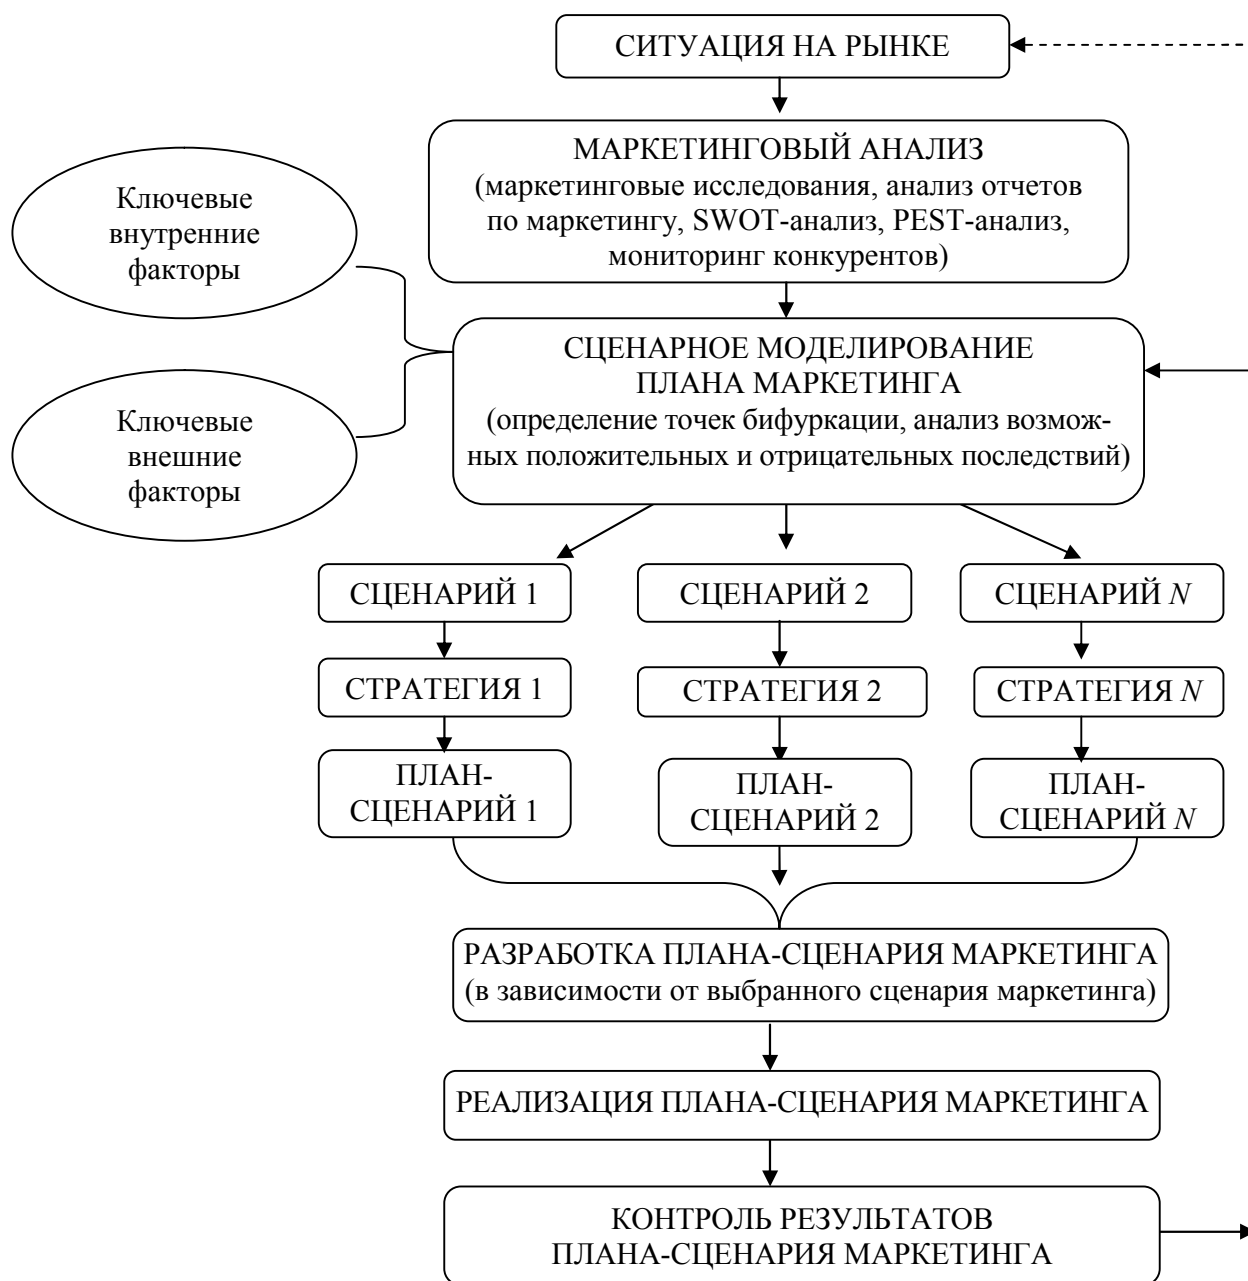 СИТУАЦИЯ НА РЫНКЕ
МАРКЕТИНГОВЫЙ АНАЛИЗ
(маркетинговые исследования, анализ отчетов
по маркетингу, SWOT-анализ, PEST-анализ,
мониторинг конкурентов)
Ключевые
внутренние
факторы
Ключевые
внешние
факторы
СЦЕНАРНОЕ МОДЕЛИРОВАНИЕ
ПЛАНА МАРКЕТИНГА
(определение точек бифуркации, анализ возмож-
ных положительных и отрицательных последствий)
СЦЕНАРИЙ 1
СЦЕНАРИЙ 2
СЦЕНАРИЙ N
СТРАТЕГИЯ 1
СТРАТЕГИЯ 2
СТРАТЕГИЯ N
ПЛАН-
СЦЕНАРИЙ 1
ПЛАН-
СЦЕНАРИЙ 2
ПЛАН-
СЦЕНАРИЙ N
РАЗРАБОТКА ПЛАНА-СЦЕНАРИЯ МАРКЕТИНГА
(в зависимости от выбранного сценария маркетинга)
РЕАЛИЗАЦИЯ ПЛАНА-СЦЕНАРИЯ МАРКЕТИНГА
КОНТРОЛЬ РЕЗУЛЬТАТОВ
ПЛАНА-СЦЕНАРИЯ МАРКЕТИНГА